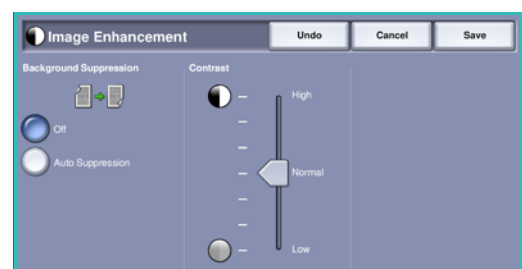 Image Enhancement
Undo
Cancel
Save
Background Suppression
Contrast
Off
Auto Suppression
High
Normal
Low